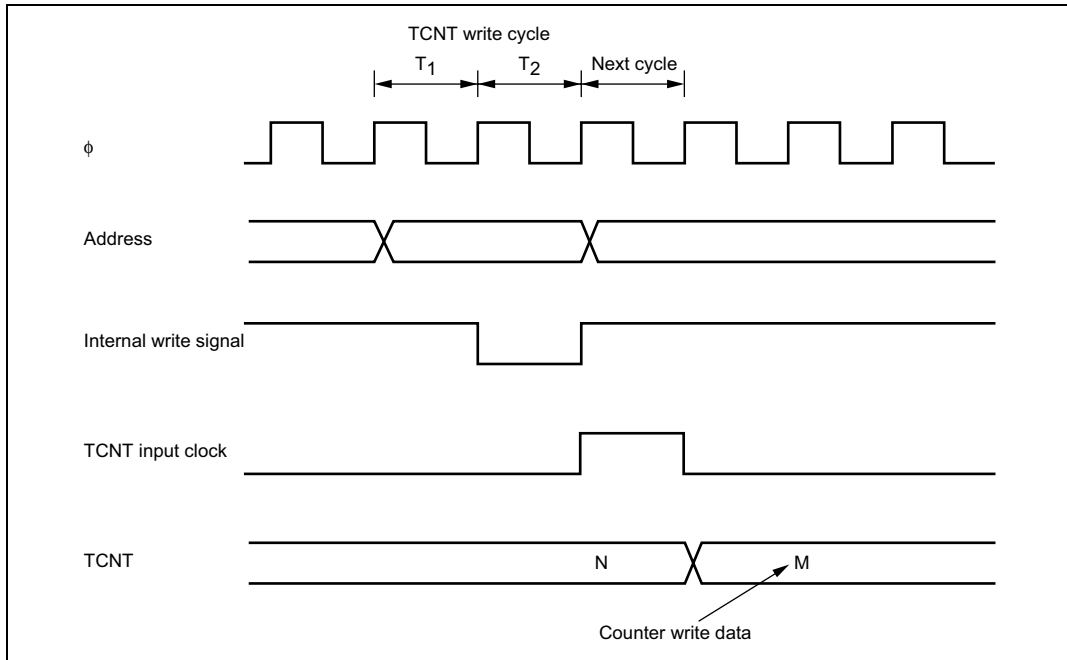 TCNT write cycle
T1 T2 Next cycle
ϕ
Address
Internal write signal
TCNT input clock
TCNT N M
Counter write data